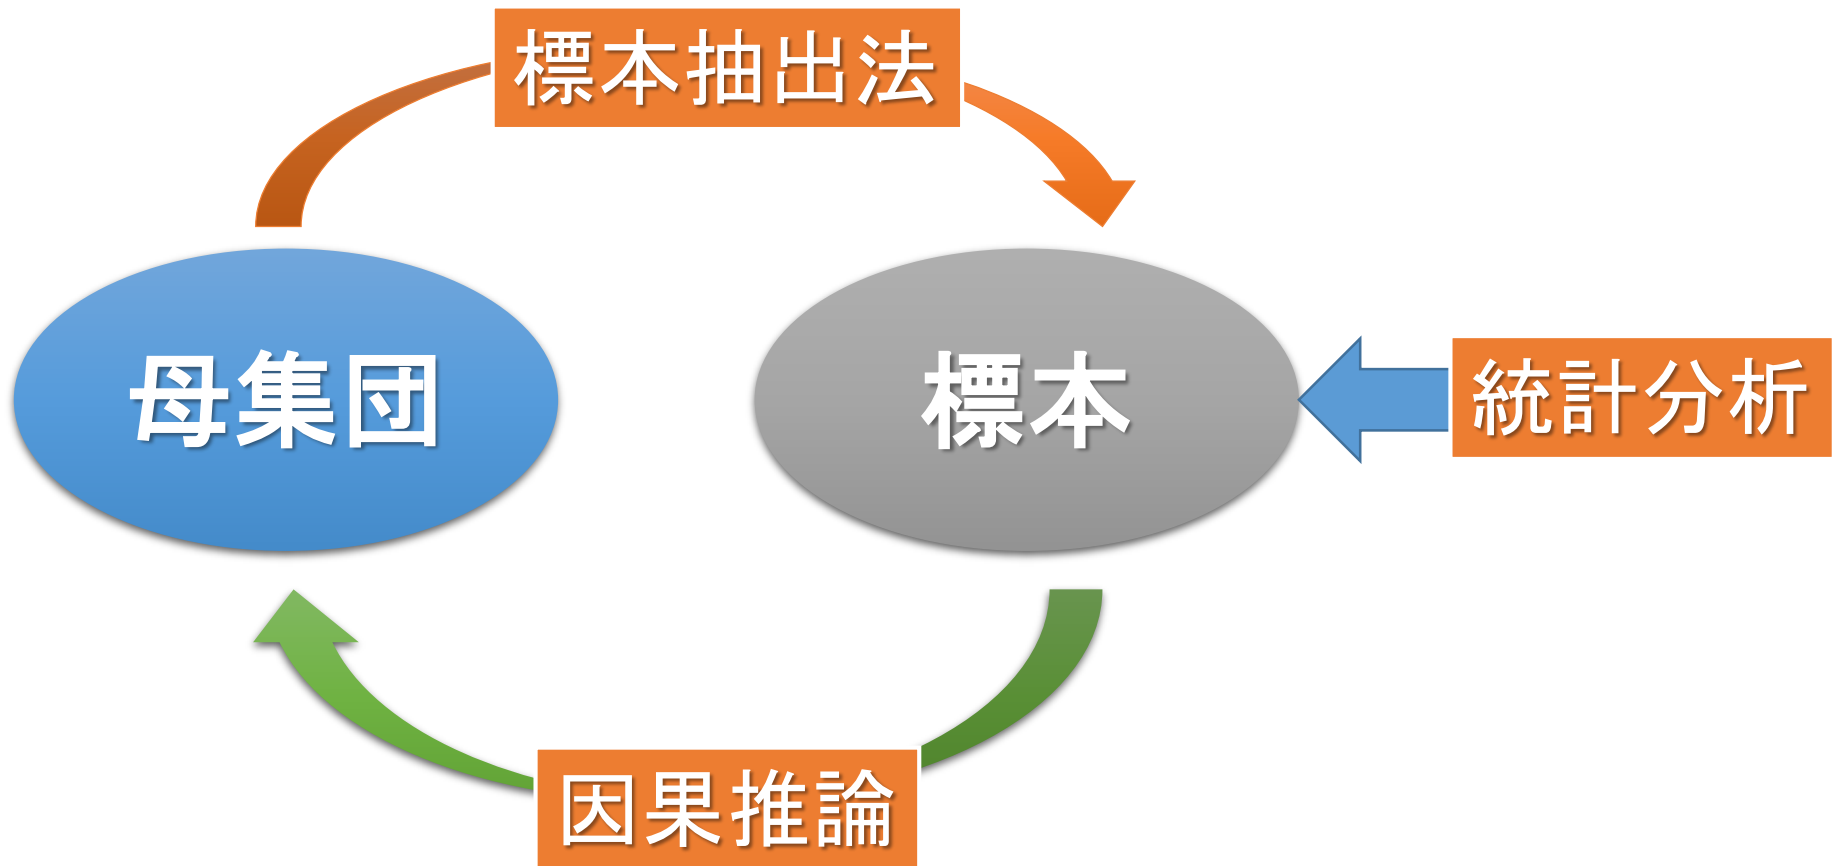 標本抽出法
母集団
標本
統計分析
因果推論